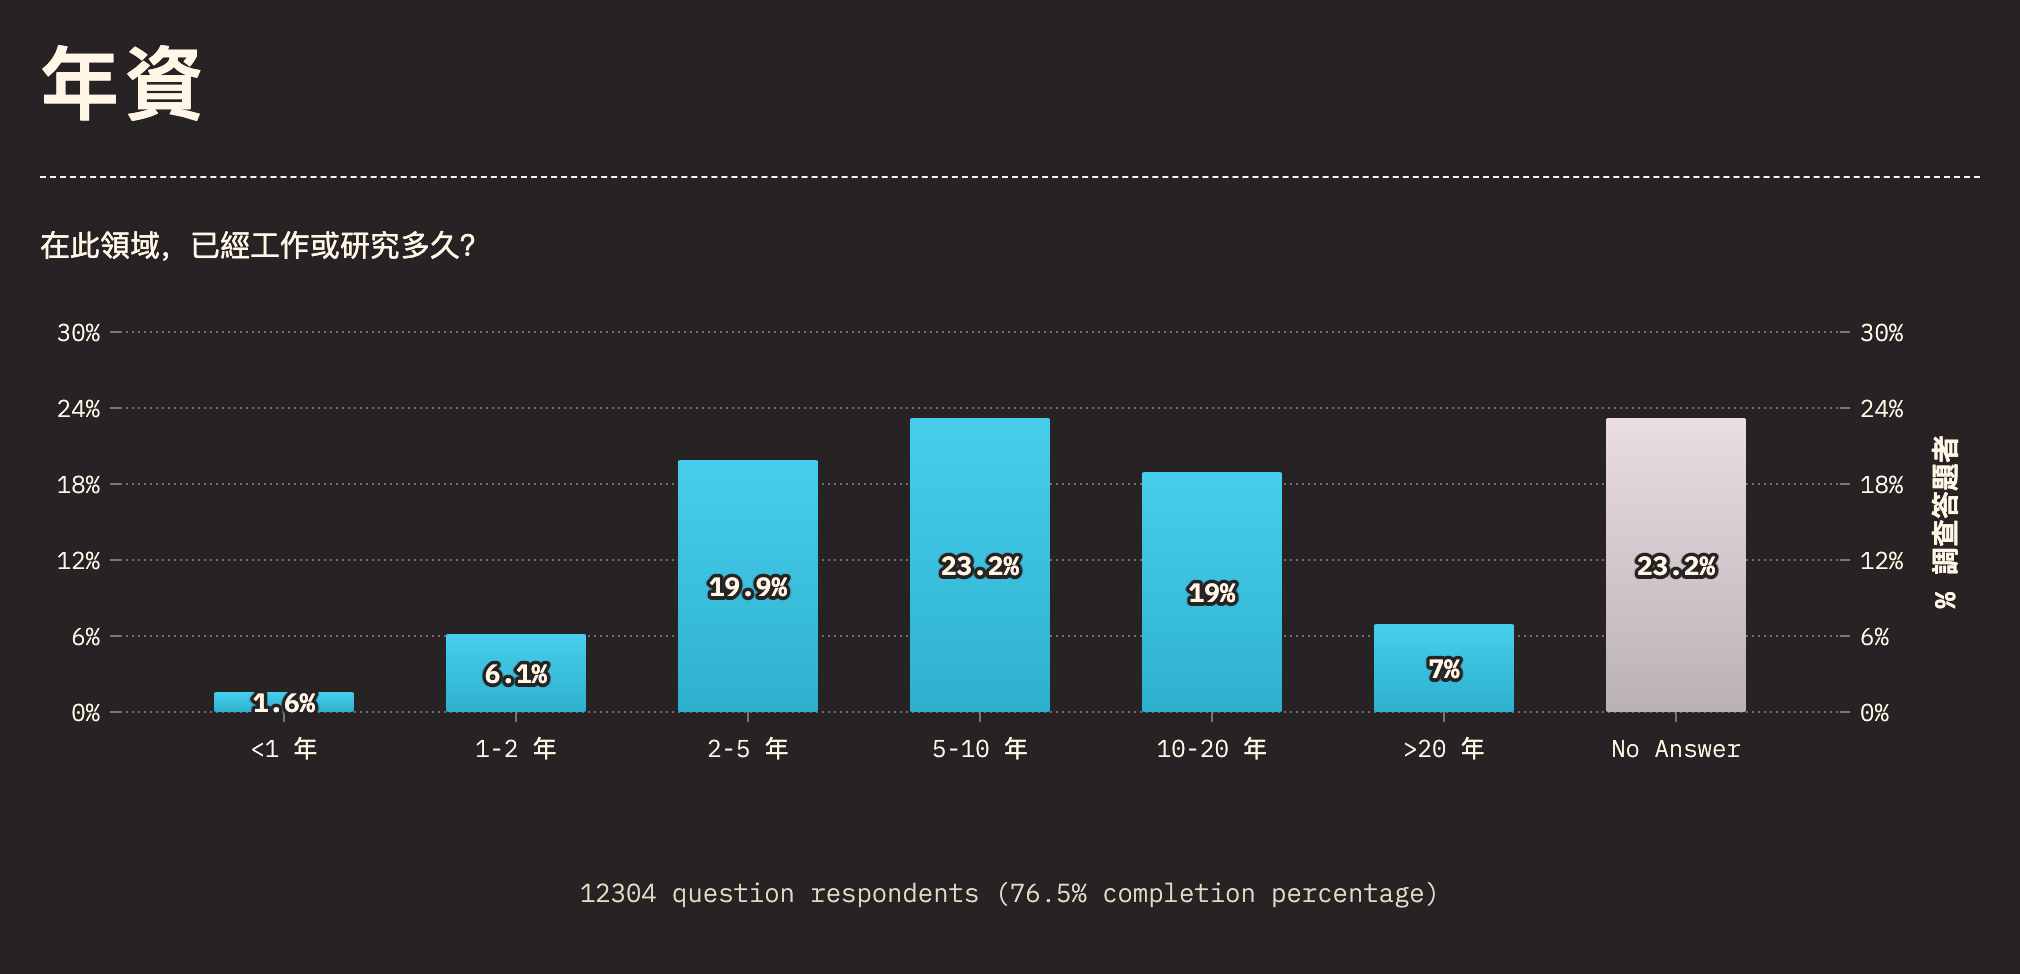 年資
在此領域，已經工作或研究多久？
30% 30%
24% 24%
18% 18%
12% 12%
6% 6%
0% 0%
1.6%
6.1%
19.9%
23.2%
19%
7%
23.2%
<1 年
1-2 年
2-5 年
5-10 年
10-20 年
>20 年
No Answer
% 調查答題者
12304 question respondents (76.5% completion percentage)